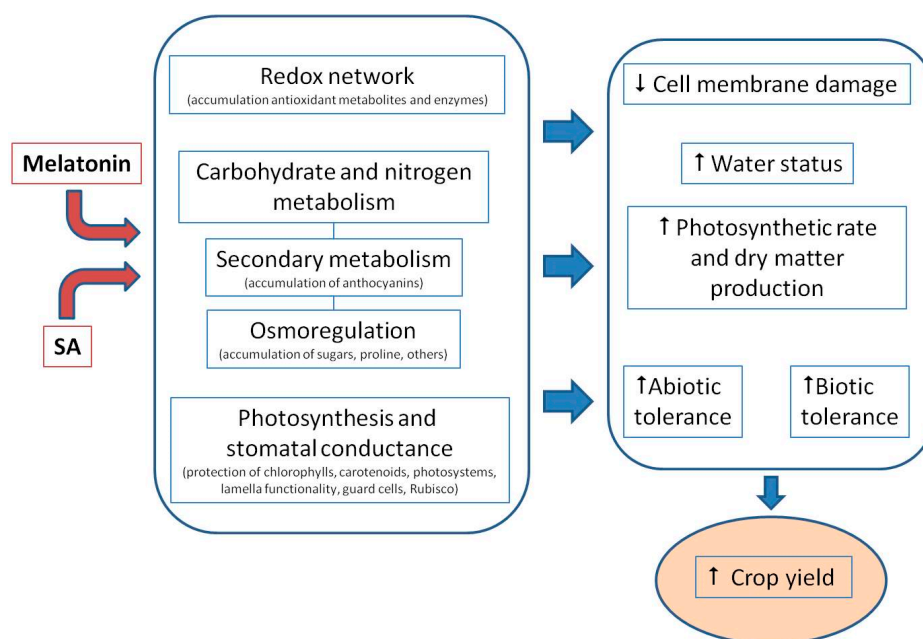 Melatonin
SA
Redox network
(accumulation antioxidant metabolites and enzymes)
Carbohydrate and nitrogen
metabolism
Secondary metabolism
(accumulation of anthocyanins)
Osmoregulation
(accumulation of sugars, proline, others)
Photosynthesis and
stomatal conductance
(protection of chlorophylls, carotenoids, photosystems,
lamella functionality, guard cells, Rubisco)
↓ Cell membrane damage
↑ Water status
↑ Photosynthetic rate
and dry matter
production
↑Abiotic
tolerance
↑Biotic
tolerance
↑ Crop yield